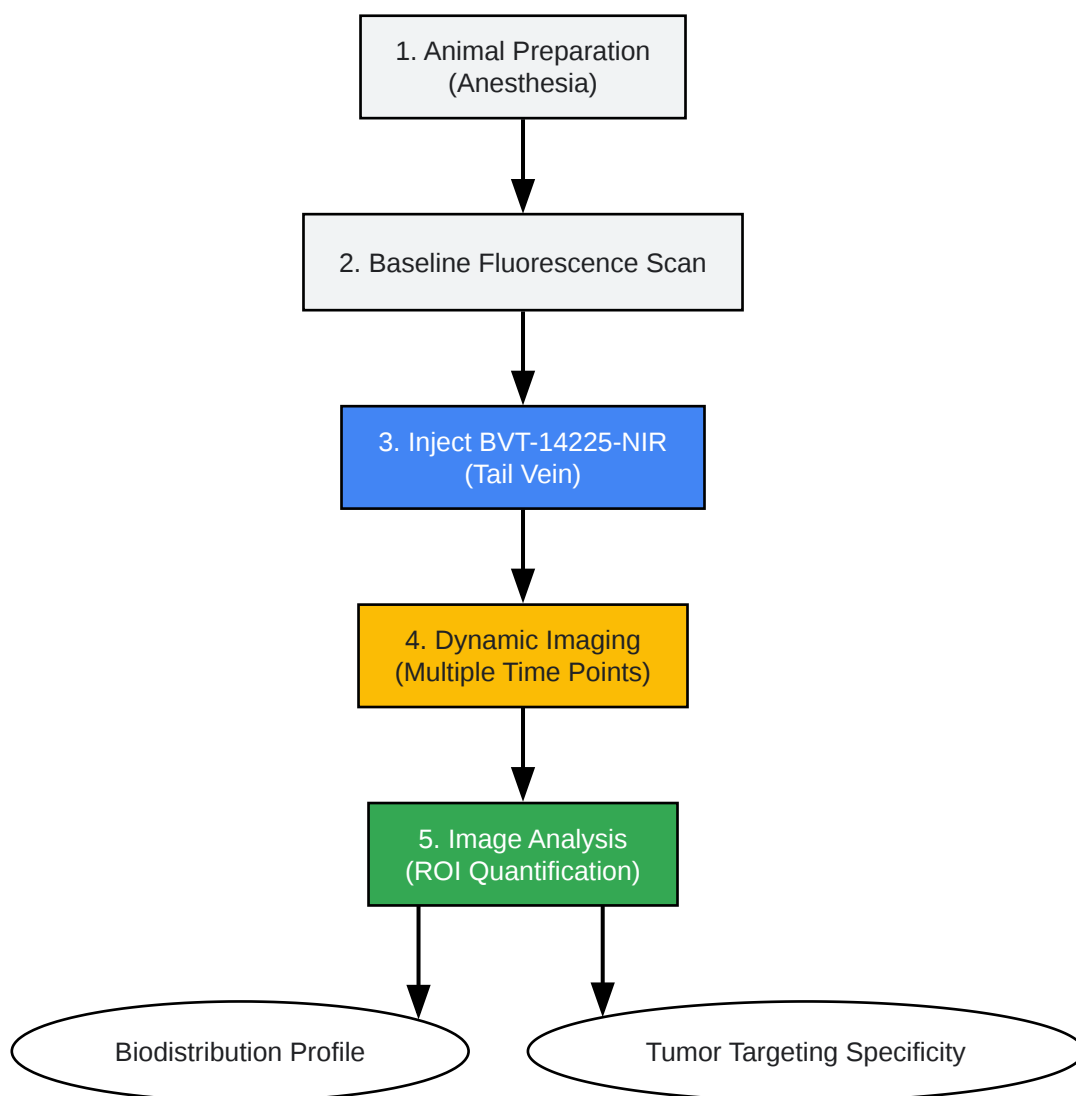 1. Animal Preparation
(Anesthesia)
2. Baseline Fluorescence Scan
3. Inject BVT-14225-NIR
(Tail Vein)
4. Dynamic Imaging
(Multiple Time Points)
5. Image Analysis
(ROI Quantification)
Biodistribution Profile
Tumor Targeting Specificity